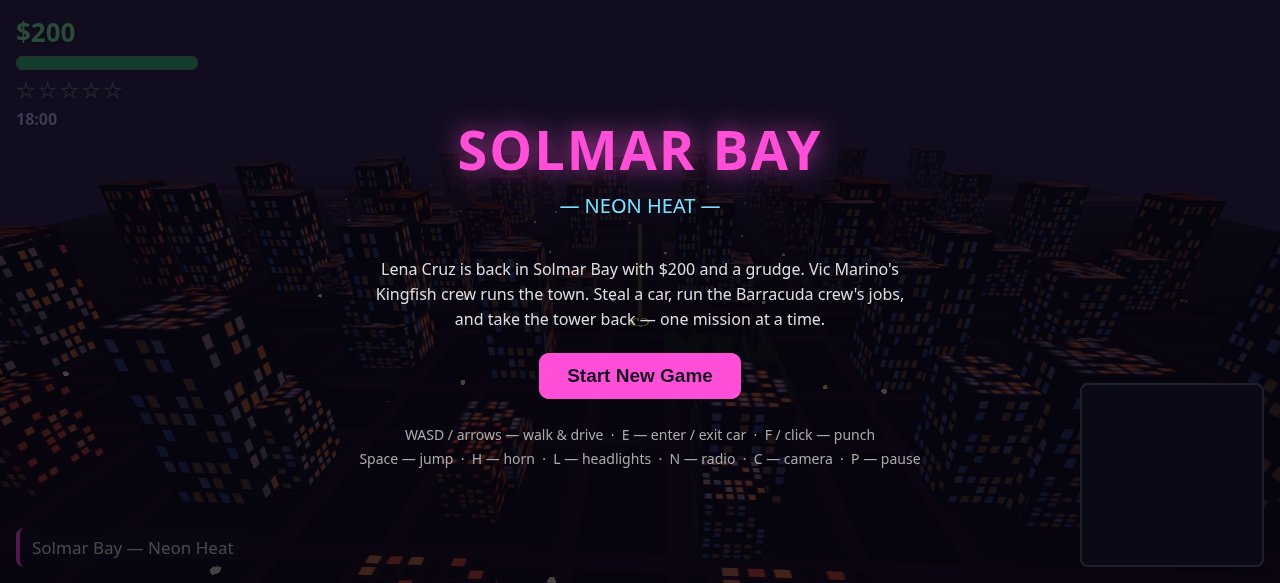 $200
☆☆☆☆☆
18:00
SOLMAR BAY
— NEON HEAT —
Lena Cruz is back in Solmar Bay with $200 and a grudge. Vic Marino's
Kingfish crew runs the town. Steal a car, run the Barracuda crew's jobs,
and take the tower back — one mission at a time.
Start New Game
WASD / arrows — walk & drive · E — enter / exit car · F / click — punch
Space — jump · H — horn · L — headlights · N — radio · C — camera · P — pause
Solmar Bay — Neon Heat